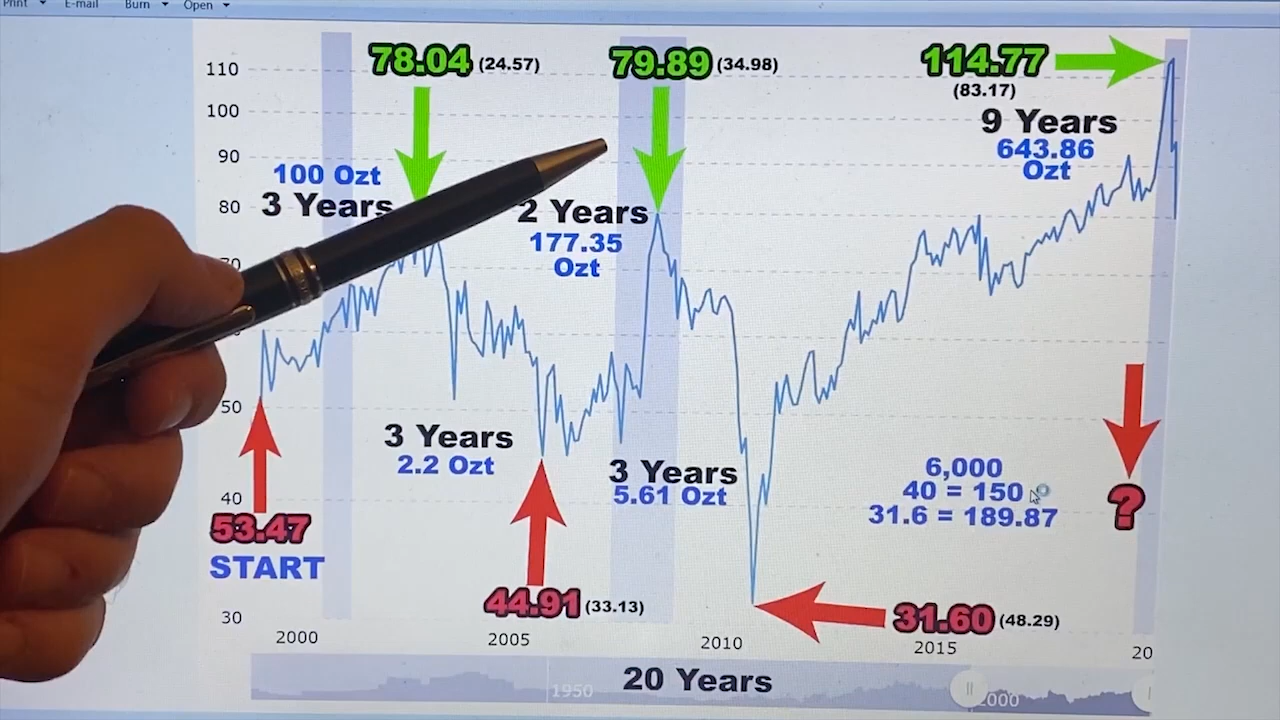 Print E-mail Burn Open
78.04 (24.57)
79.89 (34.98)
114.77
(83.17)
9 Years
643.86
Ozt
110
100
90
80
50
40
30
100 Ozt
3 Years
2 Years
177.35
Ozt
3 Years
2.2 Ozt
3 Years
5.61 Ozt
6,000
40 = 150
31.6 = 189.87
?
53.47
START
44.91 (33.13)
31.60 (48.29)
2000 2005 2010 2015 20
1950
20 Years
2000